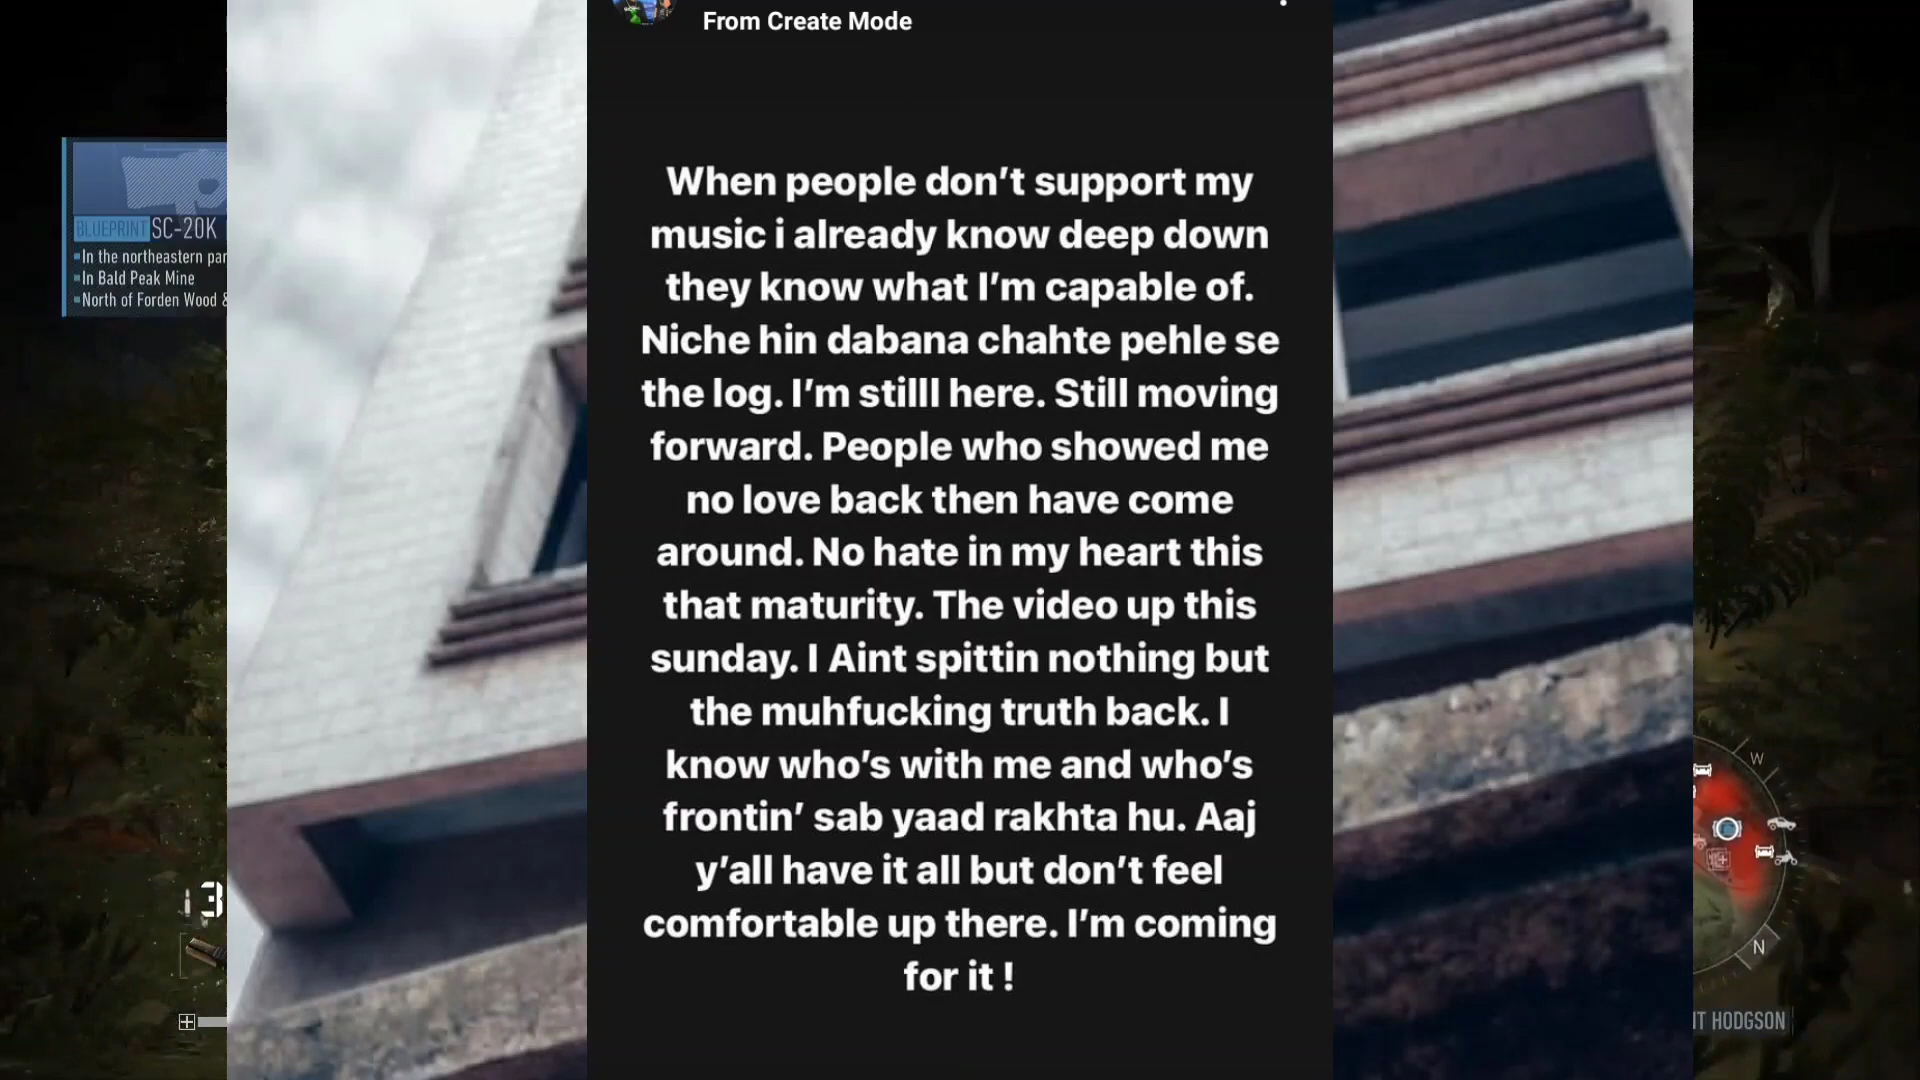 From Create Mode
When people don't support my
music i already know deep down
they know what I'm capable of.
Niche hin dabana chahte pehle se
the log. I'm stilll here. Still moving
forward. People who showed me
no love back then have come
around. No hate in my heart this
that maturity. The video up this
sunday. I Aint spittin nothing but
the muhfucking truth back. I
know who's with me and who's
frontin' sab yaad rakhta hu. Aaj
y'all have it all but don't feel
comfortable up there. I'm coming
for it !
BLUEPRINT SC-20K
In the northeastern par
In Bald Peak Mine
North of Forden Wood &
3
W
N
IT HODGSON